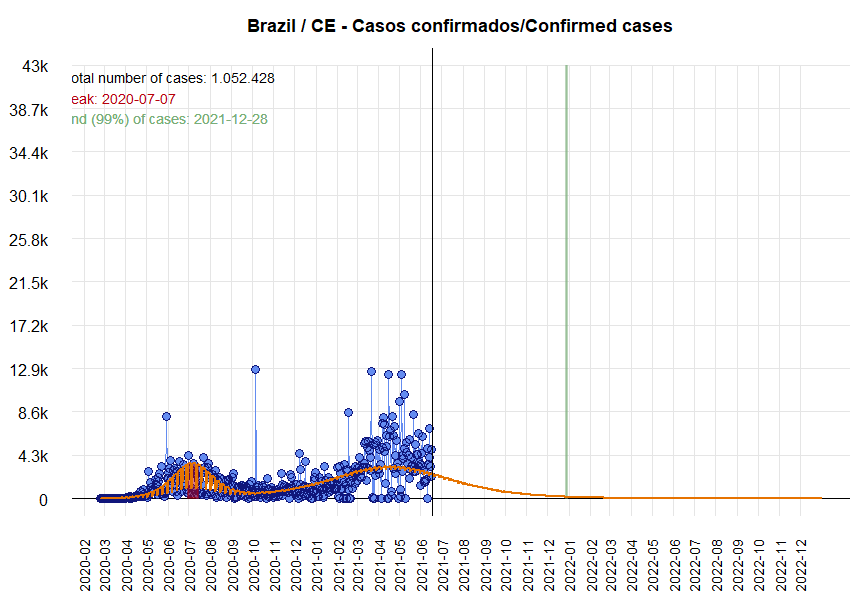 Brazil / CE - Casos confirmados/Confirmed cases
43k
otal number of cases: 1.052.428
eak: 2020-07-07
38.7k
nd (99%) of cases: 2021-12-28
34.4k
30.1k
25.8k
21.5k
17.2k
12.9k
8.6k
4.3k
0
2020-02
2020-03
2020-04
2020-05
2020-06
2020-07
2020-08
2020-09
2020-10
2020-11
2020-12
2021-01
2021-02
2021-03
2021-04
2021-05
2021-06
2021-07
2021-08
2021-09
2021-10
2021-11
2021-12
2022-01
2022-02
2022-03
2022-04
2022-05
2022-06
2022-07
2022-08
2022-09
2022-10
2022-11
2022-12